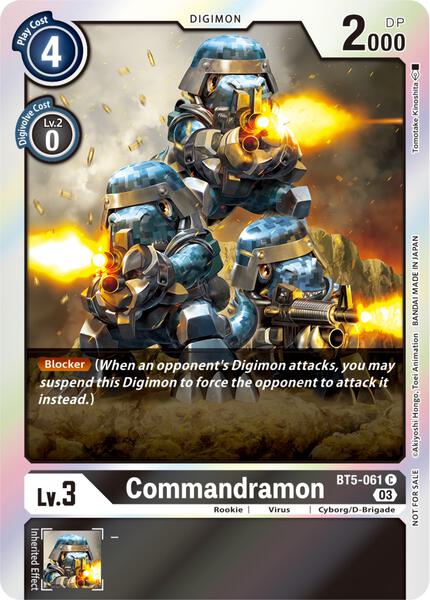 DIGIMON
Play Cost
4
DP
2000
Digivolve Cost
Lv.2
0
Tomotake Kinoshita
©Akiyoshi Hongo, Toei Animation BANDAI MADE IN JAPAN
NOT FOR SALE
Blocker (When an opponent's Digimon attacks, you may
suspend this Digimon to force the opponent to attack it
instead.)
Lv.3
Commandramon
BT5-061 C
03
Rookie | Virus | Cyborg/D-Brigade
Inherited Effect
–